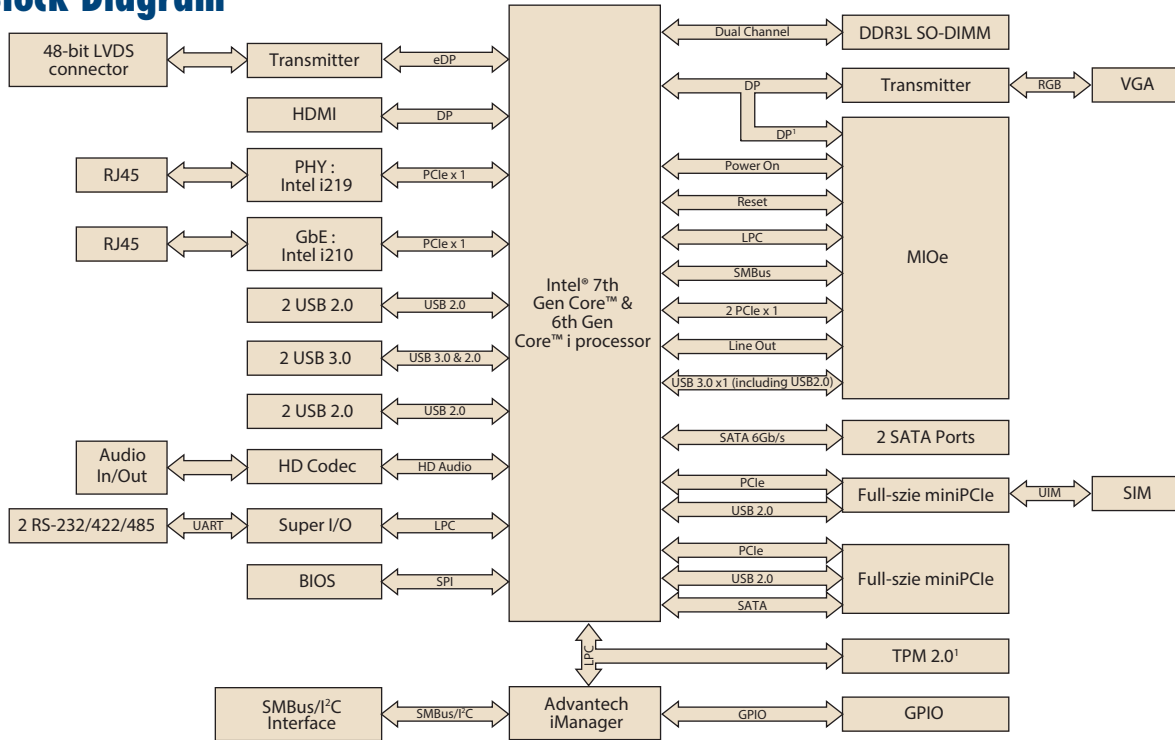 Block Diagram
48-bit LVDS
connector
Transmitter
eDP
HDMI
DP
RJ45
PHY :
Intel i219
PCIe x 1
RJ45
GbE :
Intel i210
PCIe x 1
2 USB 2.0
USB 2.0
2 USB 3.0
USB 3.0 & 2.0
2 USB 2.0
USB 2.0
Audio
In/Out
HD Codec
HD Audio
2 RS-232/422/485
UART
Super I/O
LPC
BIOS
SPI
Intel® 7th
Gen Core™ &
6th Gen
Core™ i processor
Dual Channel
DDR3L SO-DIMM
DP
Transmitter
RGB
VGA
DP¹
Power On
Reset
LPC
SMBus
2 PCIe x 1
Line Out
USB 3.0 x1 (including USB2.0)
MIOe
SATA 6Gb/s
2 SATA Ports
PCIe
USB 2.0
Full-szie miniPCIe
UIM
SIM
PCIe
USB 2.0
SATA
Full-szie miniPCIe
LPC
TPM 2.0¹
SMBus/I²C
Interface
SMBus/I²C
Advantech
iManager
GPIO
GPIO